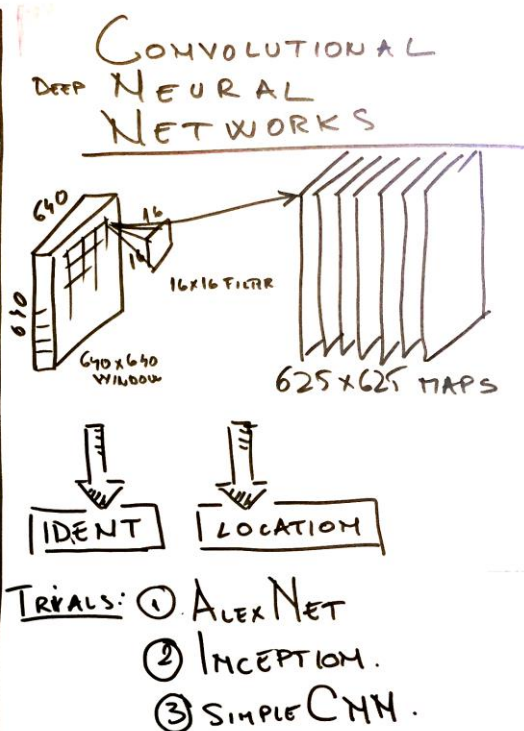 CONVOLUTIONAL
DEEP NEURAL
NETWORKS
640
16
16
16x16 FILTR
640
640x640
WINDOW
625x625 MAPS
IDENT
LOCATION
TRIALS: ① ALEXNET
② INCEPTION.
③ SIMPLE CNN.